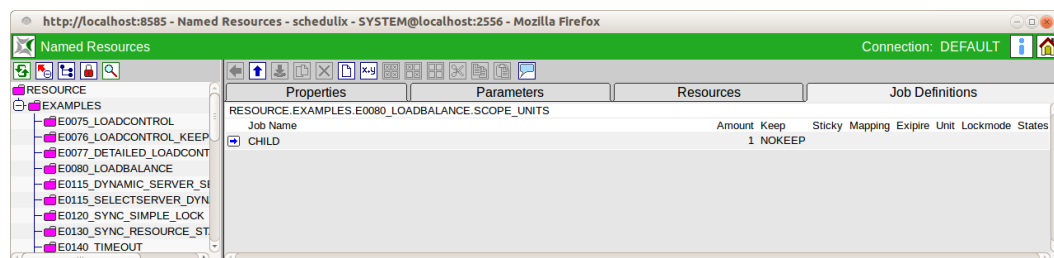 http://localhost:8585 - Named Resources - schedulix - SYSTEM@localhost:2556 - Mozilla Firefox
Named Resources
Connection: DEFAULT
x.y
RESOURCE
EXAMPLES
E0075_LOADCONTROL
E0076_LOADCONTROL_KEEP
E0077_DETAILED_LOADCONT
E0080_LOADBALANCE
E0115_DYNAMIC_SERVER_SE
E0115_SELECTSERVER_DYN
E0120_SYNC_SIMPLE_LOCK
E0130_SYNC_RESOURCE_ST
E0140_TIMEOUT
Properties Parameters Resources Job Definitions
RESOURCE.EXAMPLES.E0080_LOADBALANCE.SCOPE_UNITS
Job Name Amount Keep Sticky Mapping Exipire Unit Lockmode States
CHILD 1 NOKEEP